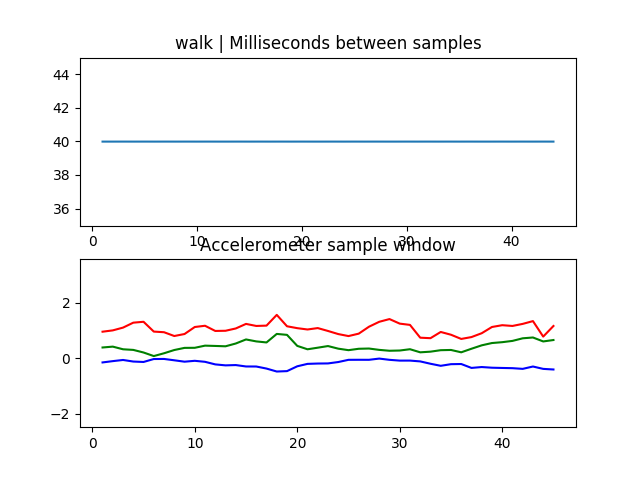 walk | Milliseconds between samples
44
42
40
38
36
0 10 20 30 40
Accelerometer sample window
2
0
−2
0 10 20 30 40